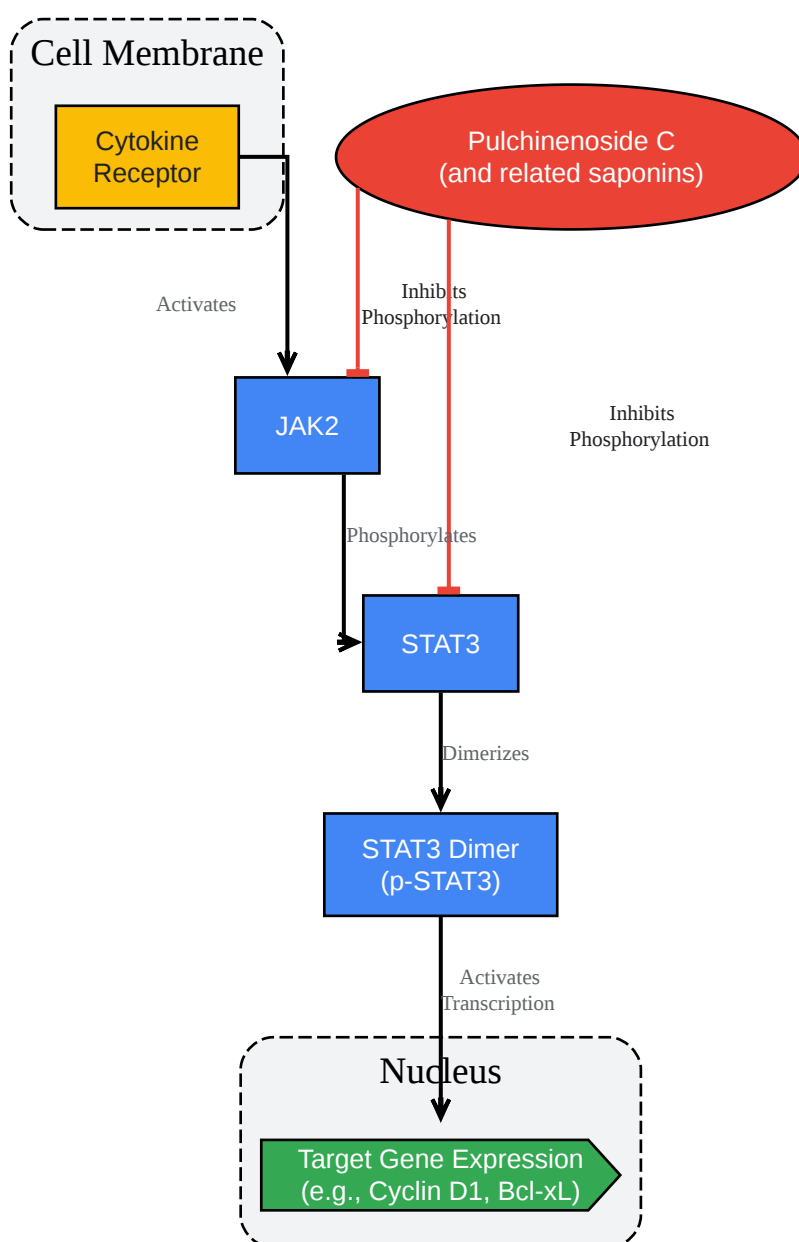 Cell Membrane
Cytokine
Receptor
Pulchinenoside C
(and related saponins)
Activates
Inhibits
Phosphorylation
JAK2
Inhibits
Phosphorylation
Phosphorylates
STAT3
Dimerizes
STAT3 Dimer
(p-STAT3)
Activates
Transcription
Nucleus
Target Gene Expression
(e.g., Cyclin D1, Bcl-xL)